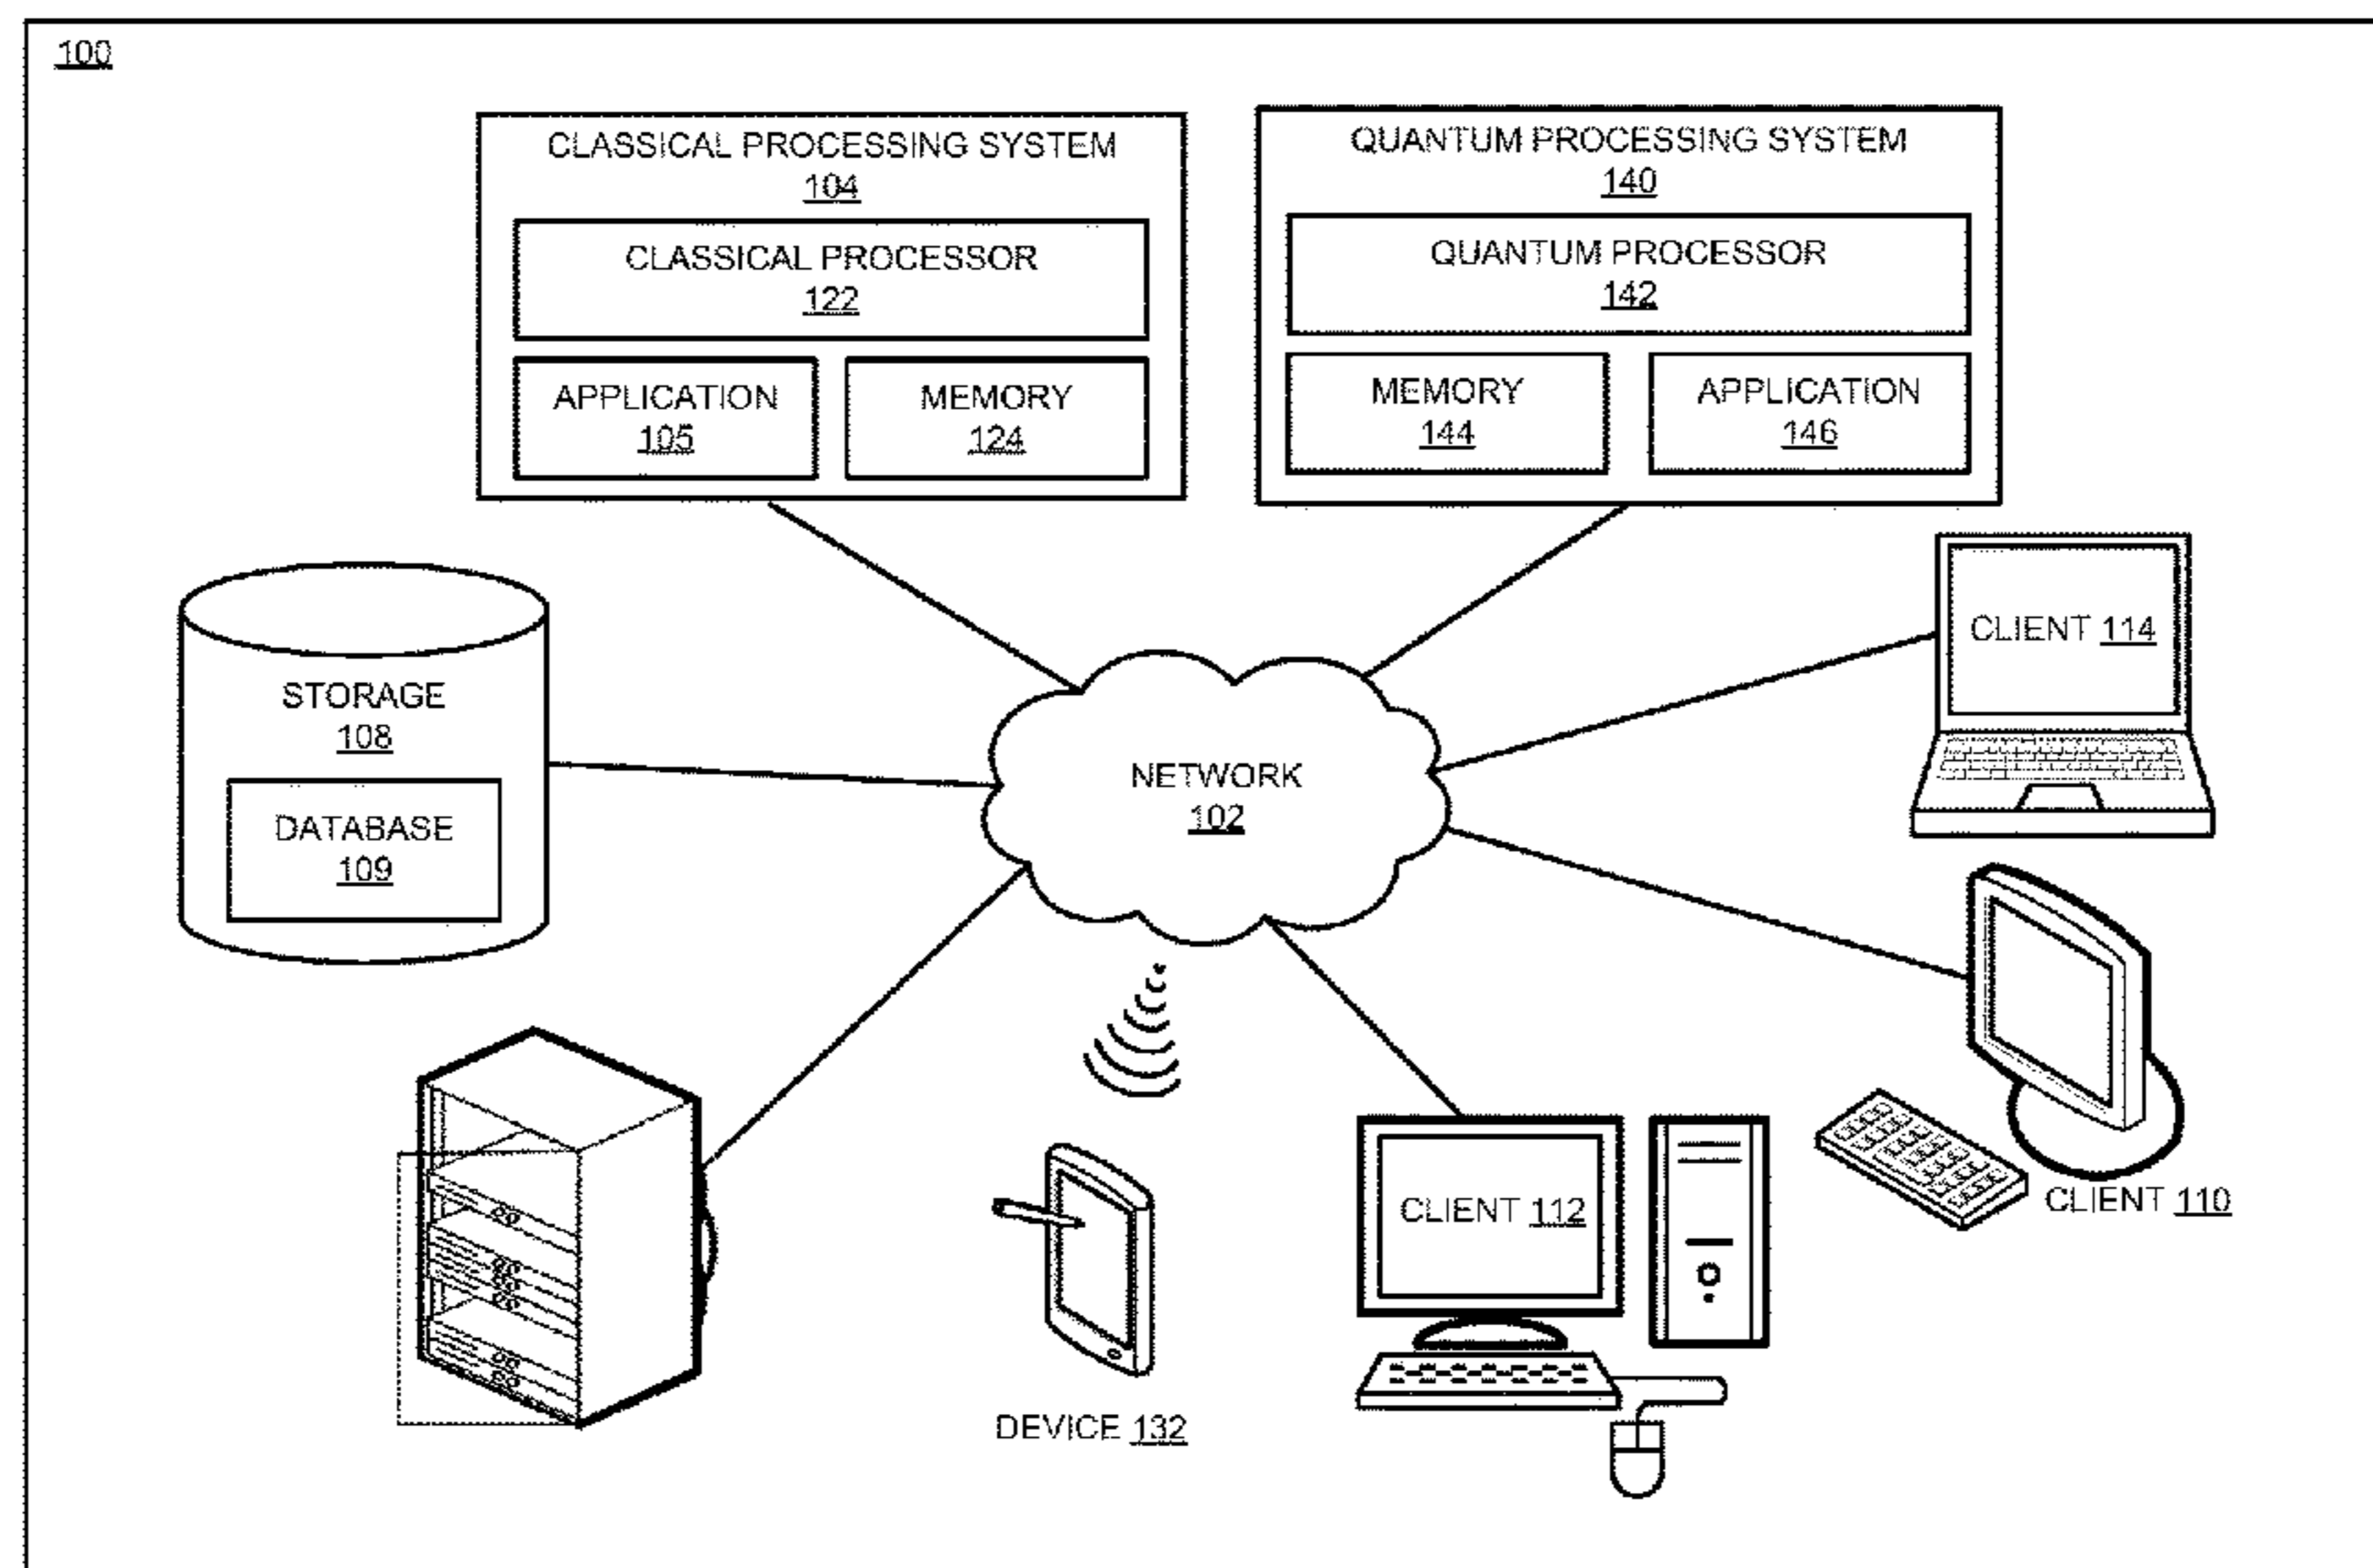 100
CLASSICAL PROCESSING SYSTEM
104
CLASSICAL PROCESSOR
122
APPLICATION
105
MEMORY
124
QUANTUM PROCESSING SYSTEM
140
QUANTUM PROCESSOR
142
MEMORY
144
APPLICATION
146
CLIENT 114
STORAGE
108
DATABASE
109
NETWORK
102
CLIENT 110
CLIENT 112
DEVICE 132